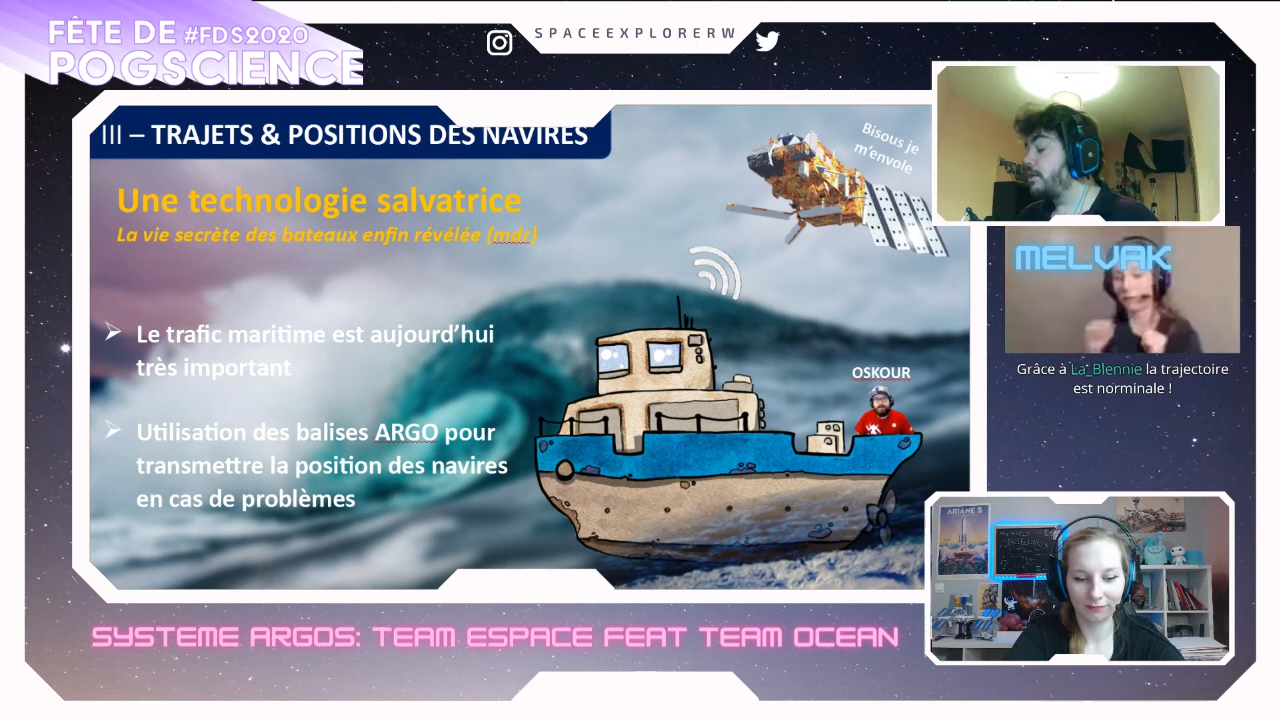 FÊTE DE #FDS2020
POGSCIENCE
SPACEEXPLORERW
III – TRAJETS & POSITIONS DES NAVIRES
Une technologie salvatrice
La vie secrète des bateaux enfin révélée (mdr)
Bisous je
m'envole
Le trafic maritime est aujourd'hui
très important
Utilisation des balises ARGO pour
transmettre la position des navires
en cas de problèmes
OSKOUR
MELVAK
Grâce à La_Blennie la trajectoire
est norminale !
ARIANE 5
SYSTEME ARGOS: TEAM ESPACE FEAT TEAM OCEAN